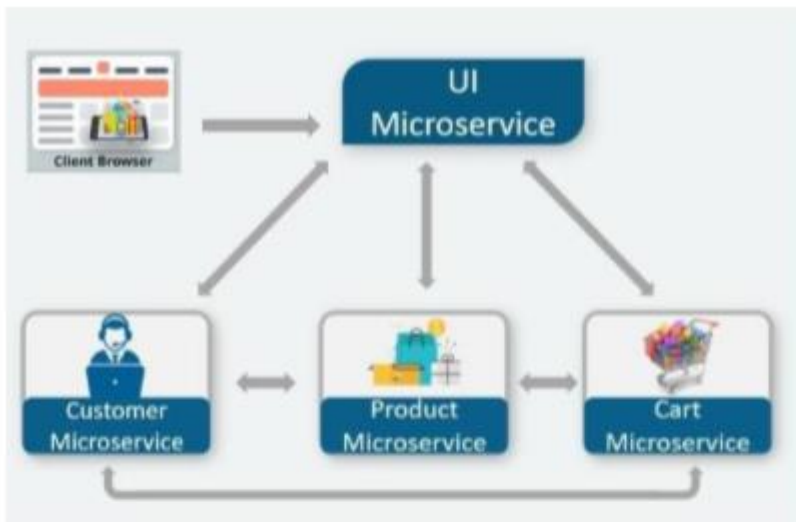 UI
Microservice
Client Browser
Customer
Microservice
Product
Microservice
Cart
Microservice